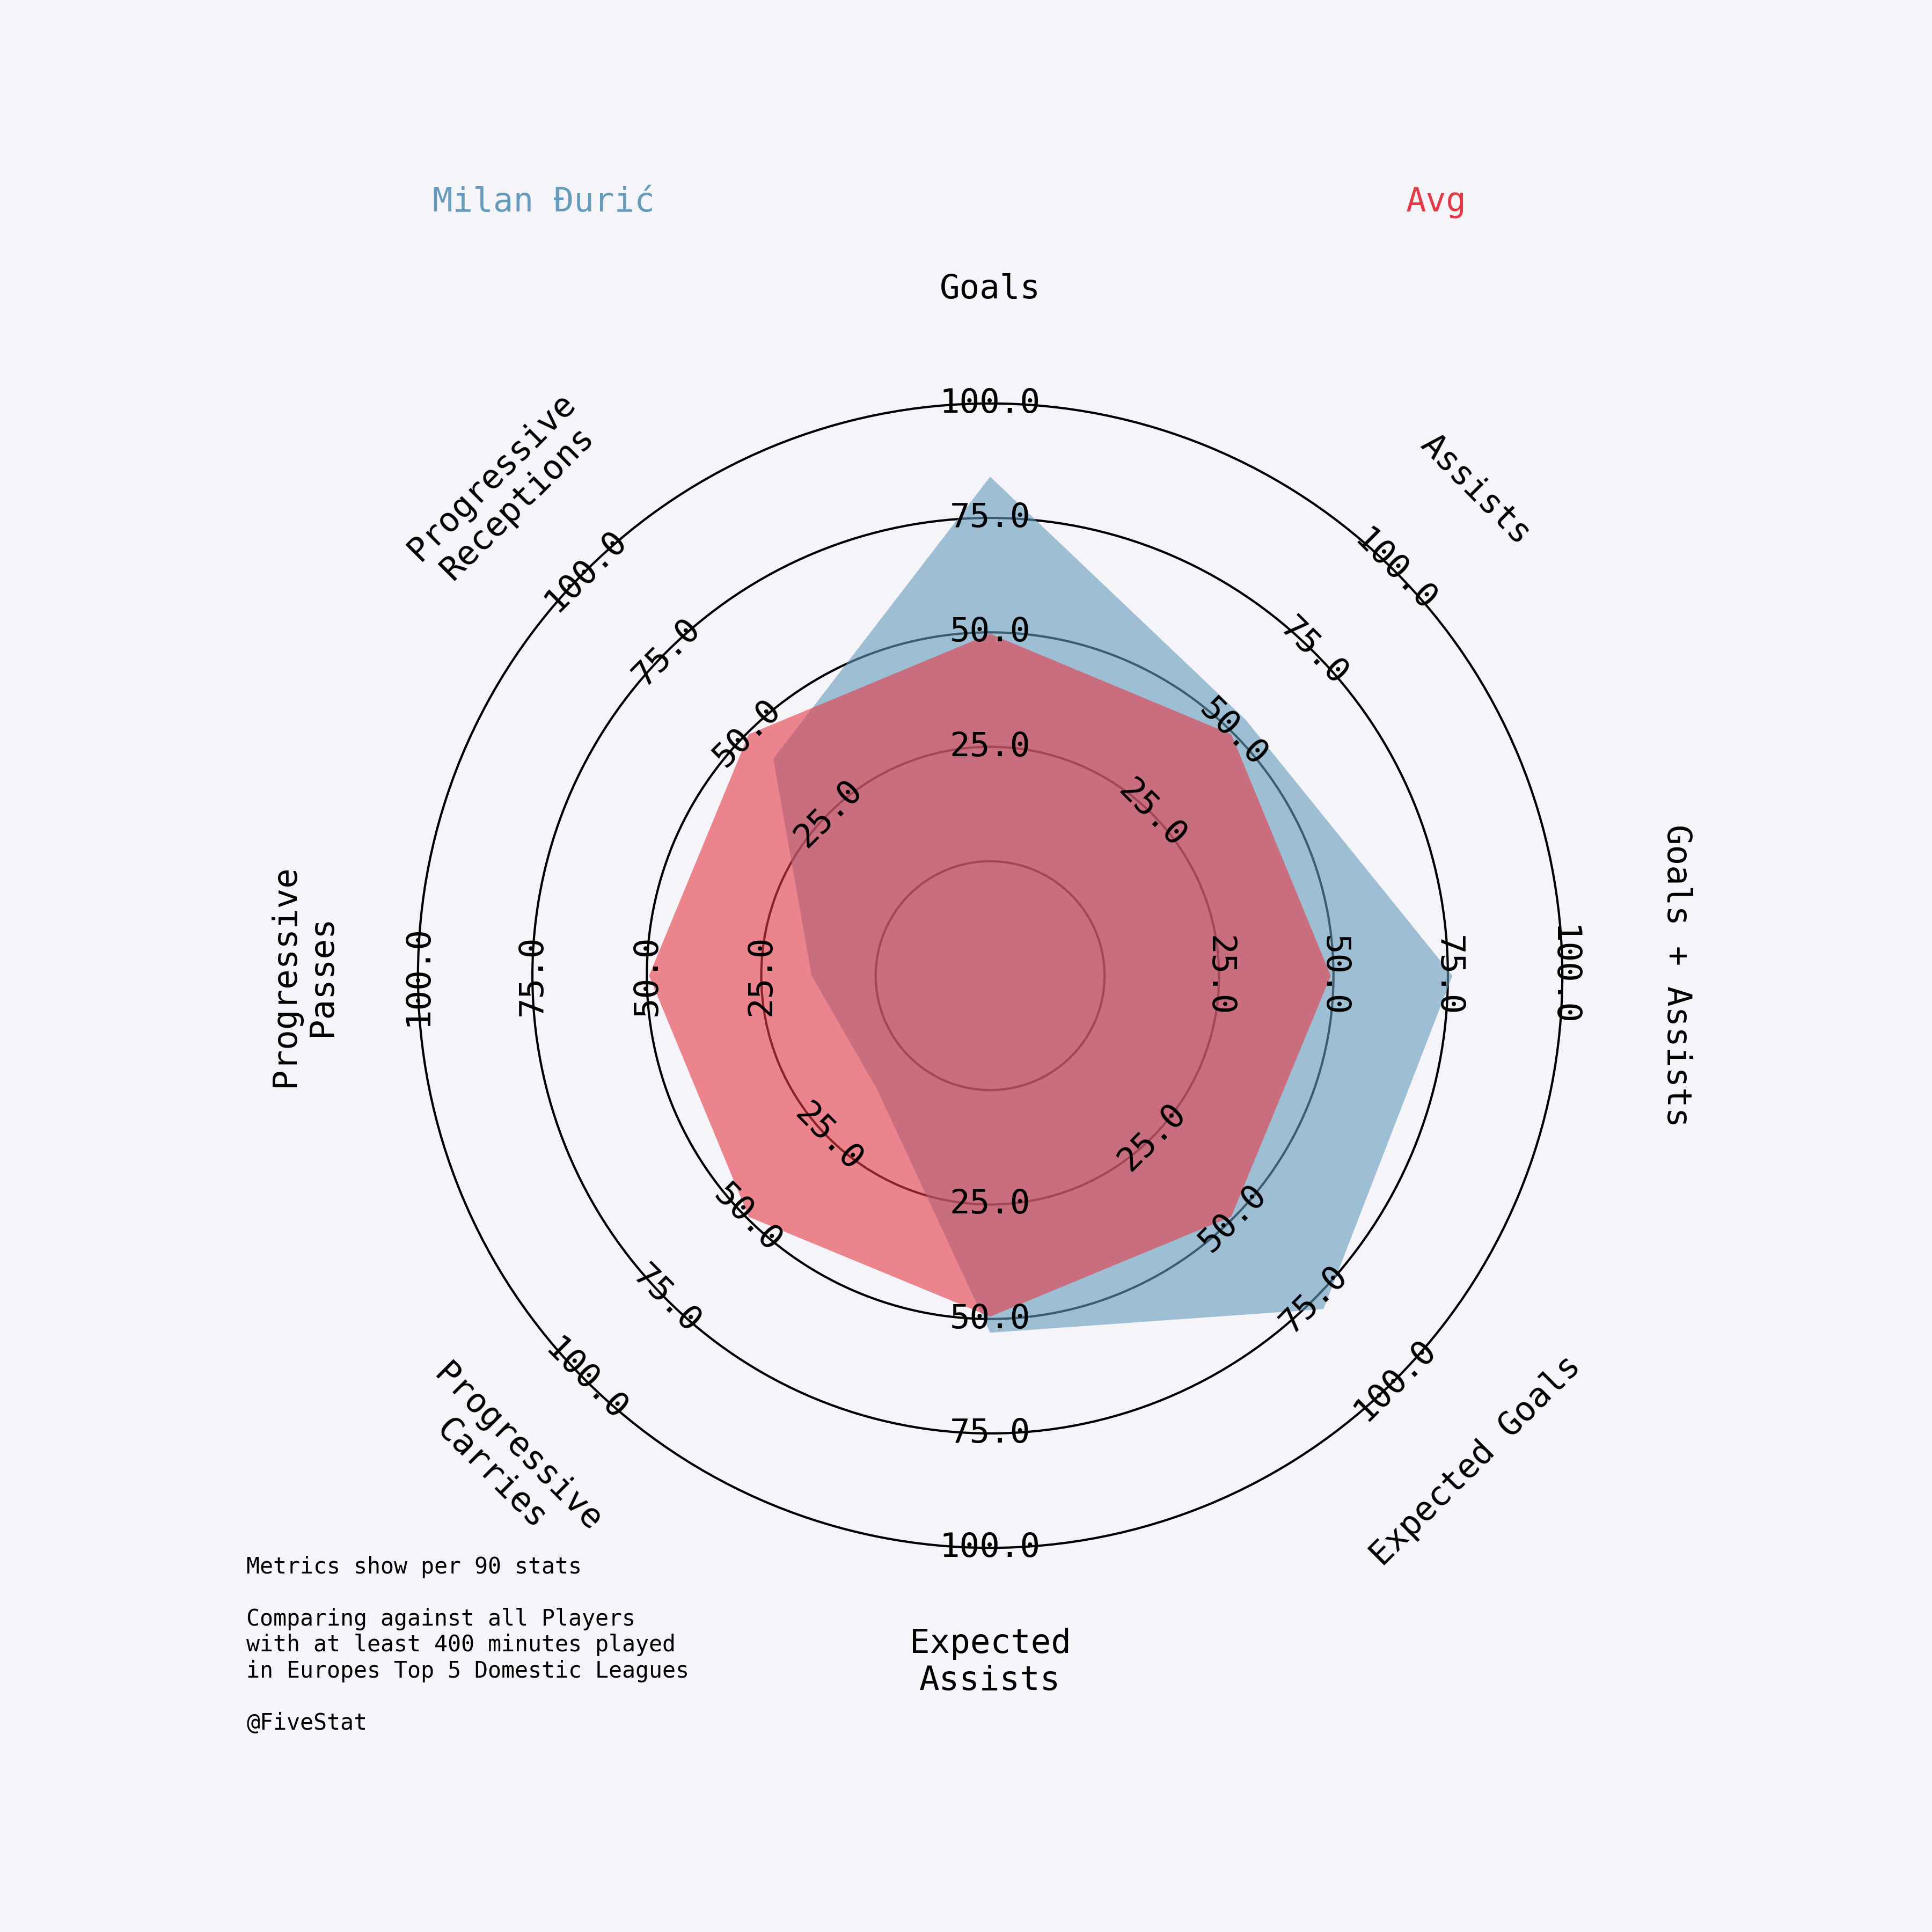 Milan Đurić
Avg
Goals
Assists
Goals + Assists
Expected Goals
Expected
Assists
Progressive
Carries
Progressive
Passes
Progressive
Receptions
25.0
50.0
75.0
100.0
25.0
50.0
75.0
100.0
25.0
50.0
75.0
100.0
25.0
50.0
75.0
100.0
25.0
50.0
75.0
100.0
25.0
50.0
75.0
100.0
25.0
50.0
75.0
100.0
25.0
50.0
75.0
100.0
Metrics show per 90 stats
Comparing against all Players
with at least 400 minutes played
in Europes Top 5 Domestic Leagues
@FiveStat